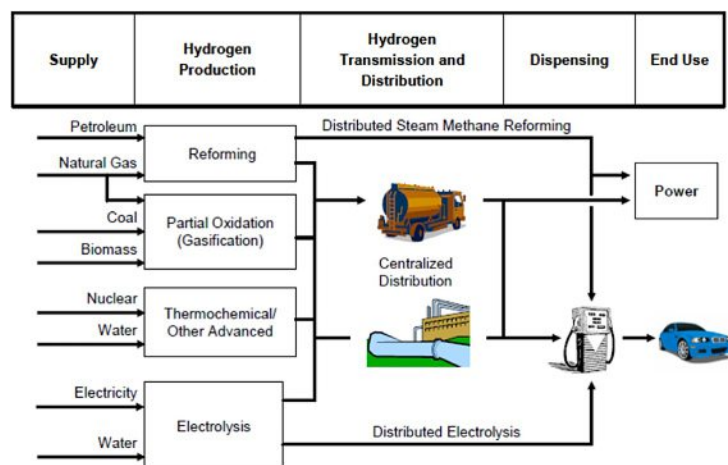 Supply
Hydrogen
Production
Hydrogen
Transmission and
Distribution
Dispensing
End Use
Petroleum
Natural Gas
Coal
Biomass
Nuclear
Water
Electricity
Water
Reforming
Partial Oxidation
(Gasification)
Thermochemical/
Other Advanced
Electrolysis
Distributed Steam Methane Reforming
Centralized
Distribution
Distributed Electrolysis
Power